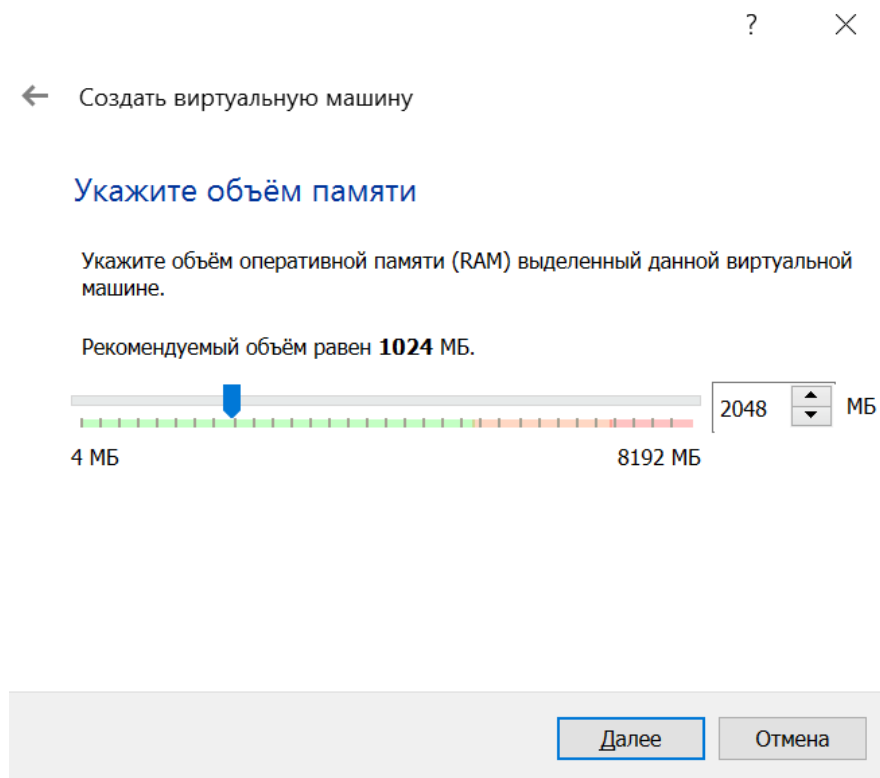 ?
Создать виртуальную машину
Укажите объём памяти
Укажите объём оперативной памяти (RAM) выделенный данной виртуальной
машине.
Рекомендуемый объём равен 1024 МБ.
2048 МБ
4 МБ 8192 МБ
Далее Отмена